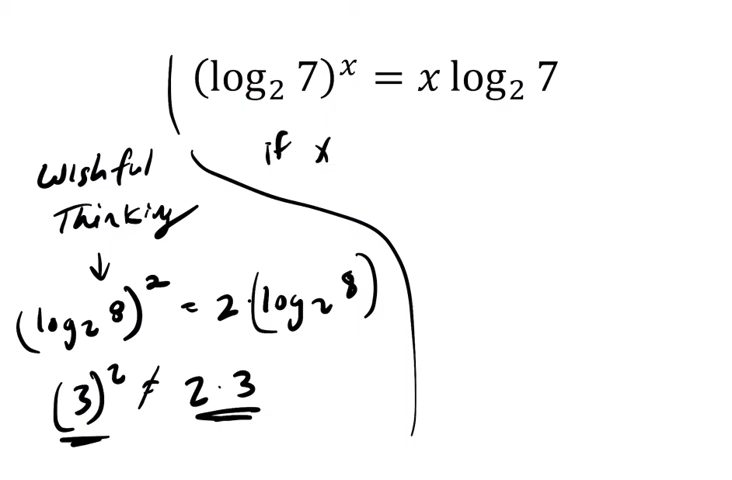 (log₂ 7)ˣ = x log₂ 7
if x
Wishful
Thinking
↓
(log₂ 8)² = 2·(log₂ 8)
(3)² ≠ 2·3